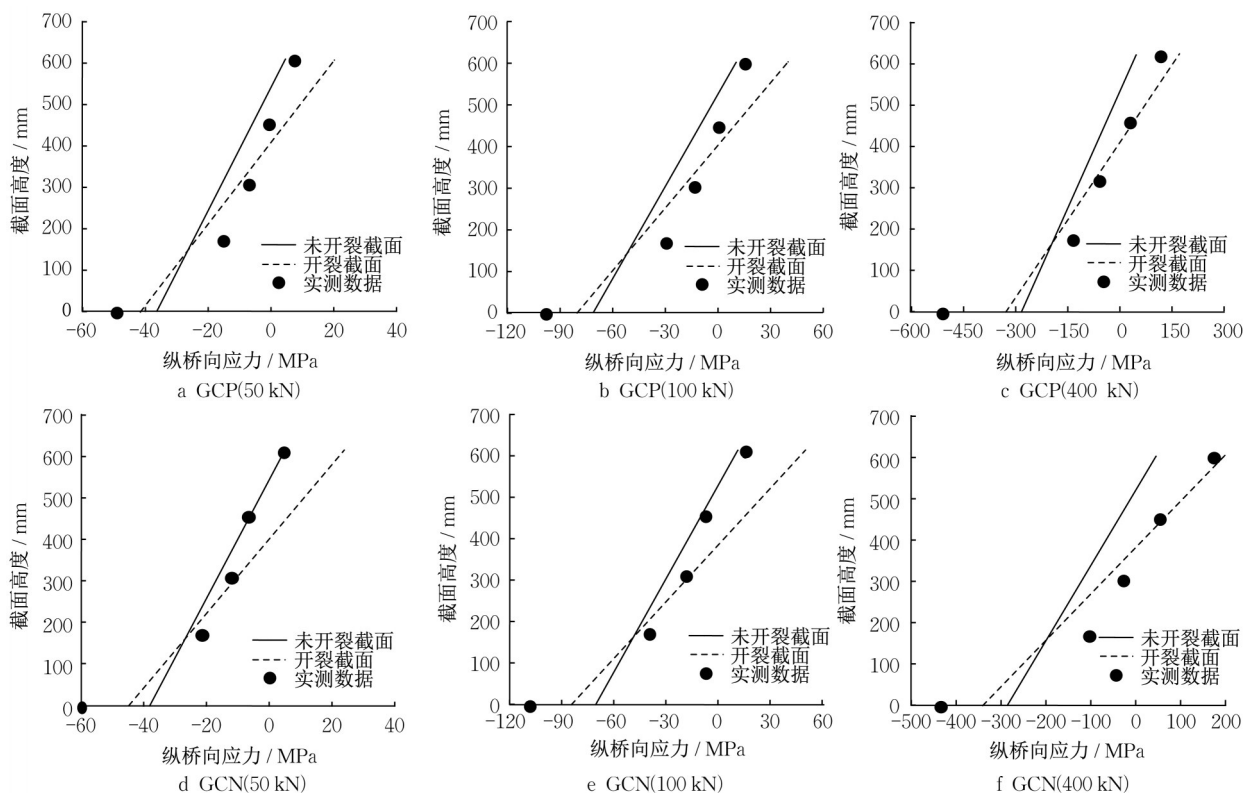 700
600
500
400
300
200
100
0
截面高度 / mm
未开裂截面
开裂截面
实测数据
-60 -40 -20 0 20 40
纵桥向应力 / MPa
a GCP(50 kN)
700
600
500
400
300
200
100
0
截面高度 / mm
未开裂截面
开裂截面
实测数据
-120 -90 -60 -30 0 30 60
纵桥向应力 / MPa
b GCP(100 kN)
700
600
500
400
300
200
100
0
截面高度 / mm
未开裂截面
开裂截面
实测数据
-600 -450 -300 -150 0 150 300
纵桥向应力 / MPa
c GCP(400 kN)
700
600
500
400
300
200
100
0
截面高度 / mm
未开裂截面
开裂截面
实测数据
-60 -40 -20 0 20 40
纵桥向应力 / MPa
d GCN(50 kN)
700
600
500
400
300
200
100
0
截面高度 / mm
未开裂截面
开裂截面
实测数据
-120 -90 -60 -30 0 30 60
纵桥向应力 / MPa
e GCN(100 kN)
700
600
500
400
300
200
100
0
截面高度 / mm
未开裂截面
开裂截面
实测数据
-500 -400 -300 -200 -100 0 100 200
纵桥向应力 / MPa
f GCN(400 kN)